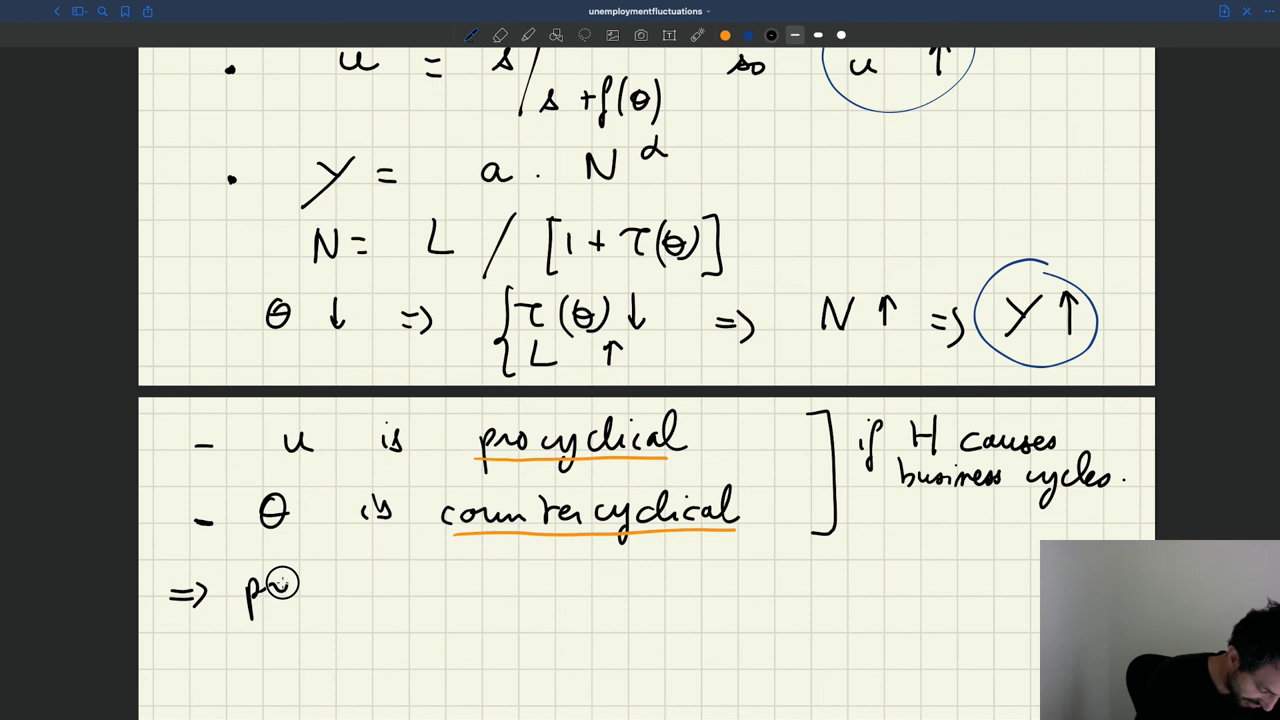 unemploymentfluctuations
• u = s/s+f(θ) so u ↑
• Y = a . N^α
N = L / [1 + τ(θ)]
θ ↓ => { τ(θ) ↓ L ↑ => N ↑ => Y ↑
- u is procyclical ] if H causes
- θ is countercyclical business cycles.
=>